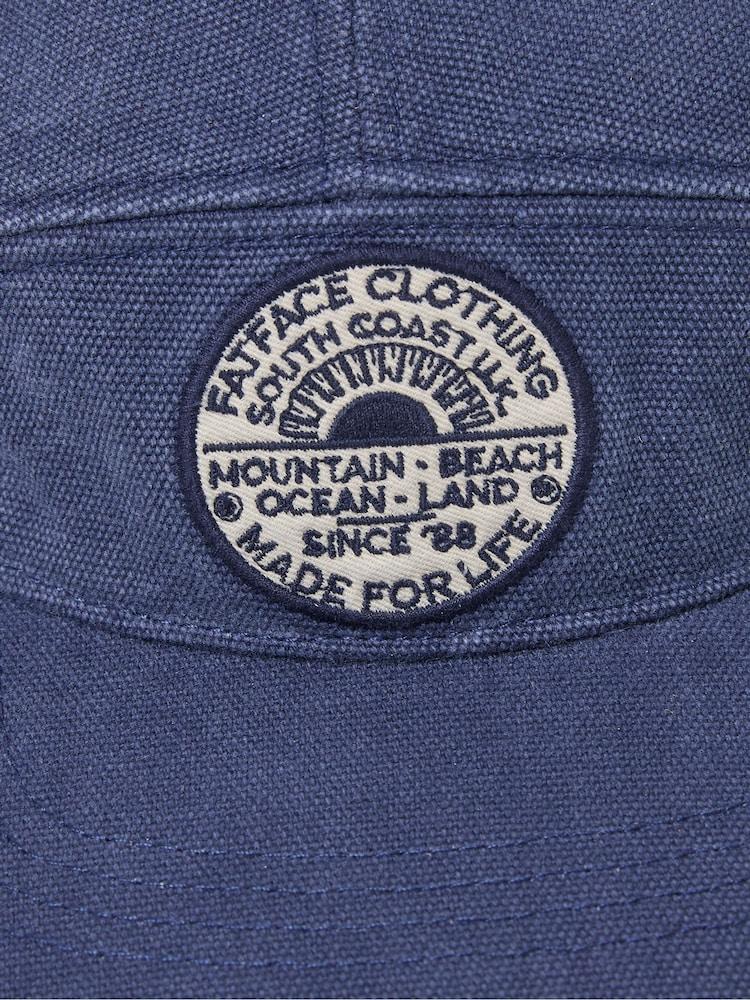 FATFACE CLOTHING
SOUTH COAST U.K.
MOUNTAIN · BEACH
OCEAN - LAND
SINCE '88
MADE FOR LIFE